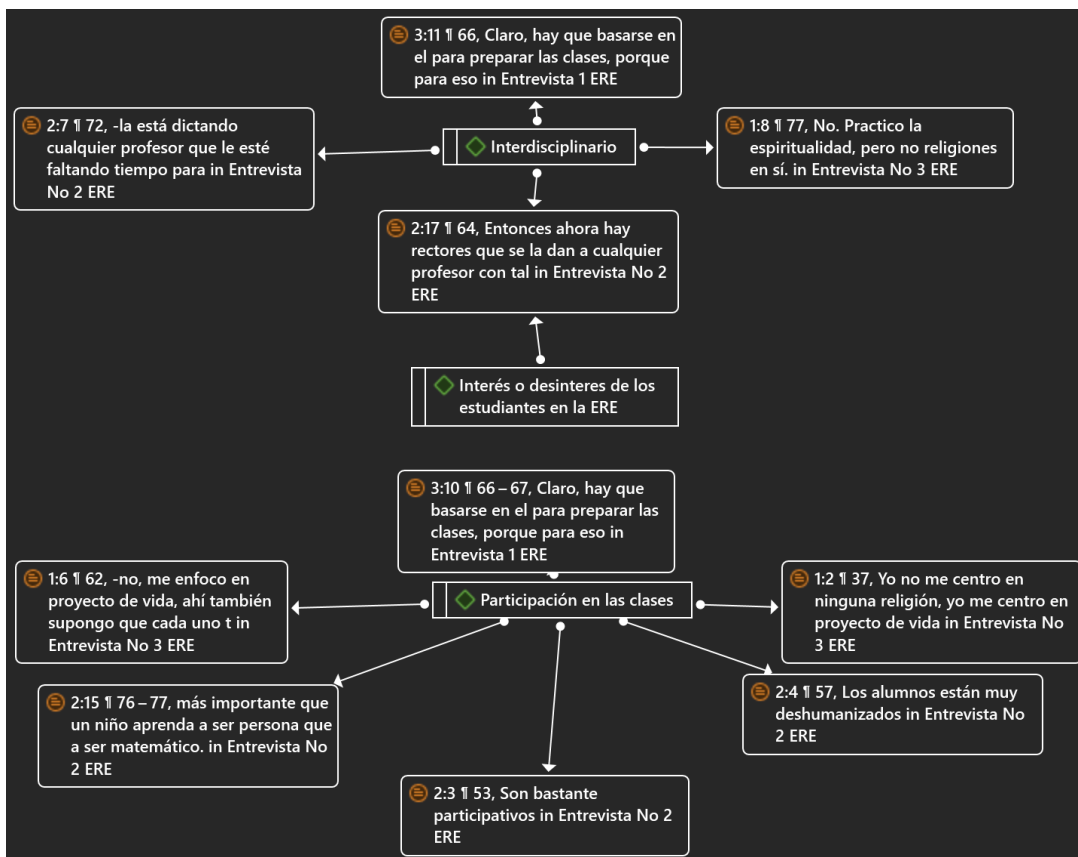 3:11 ¶ 66, Claro, hay que basarse en
el para preparar las clases, porque
para eso in Entrevista 1 ERE
2:7 ¶ 72, -la está dictando
cualquier profesor que le esté
faltando tiempo para in Entrevista
No 2 ERE
Interdisciplinario
1:8 ¶ 77, No. Practico la
espiritualidad, pero no religiones
en sí. in Entrevista No 3 ERE
2:17 ¶ 64, Entonces ahora hay
rectores que se la dan a cualquier
profesor con tal in Entrevista No 2
ERE
Interés o desinteres de los
estudiantes en la ERE
3:10 ¶ 66 – 67, Claro, hay que
basarse en el para preparar las
clases, porque para eso in
Entrevista 1 ERE
1:6 ¶ 62, -no, me enfoco en
proyecto de vida, ahí también
supongo que cada uno t in
Entrevista No 3 ERE
Participación en las clases
1:2 ¶ 37, Yo no me centro en
ninguna religión, yo me centro en
proyecto de vida in Entrevista No
3 ERE
2:15 ¶ 76 – 77, más importante que
un niño aprenda a ser persona que
a ser matemático. in Entrevista No
2 ERE
2:4 ¶ 57, Los alumnos están muy
deshumanizados in Entrevista No
2 ERE
2:3 ¶ 53, Son bastante
participativos in Entrevista No 2
ERE